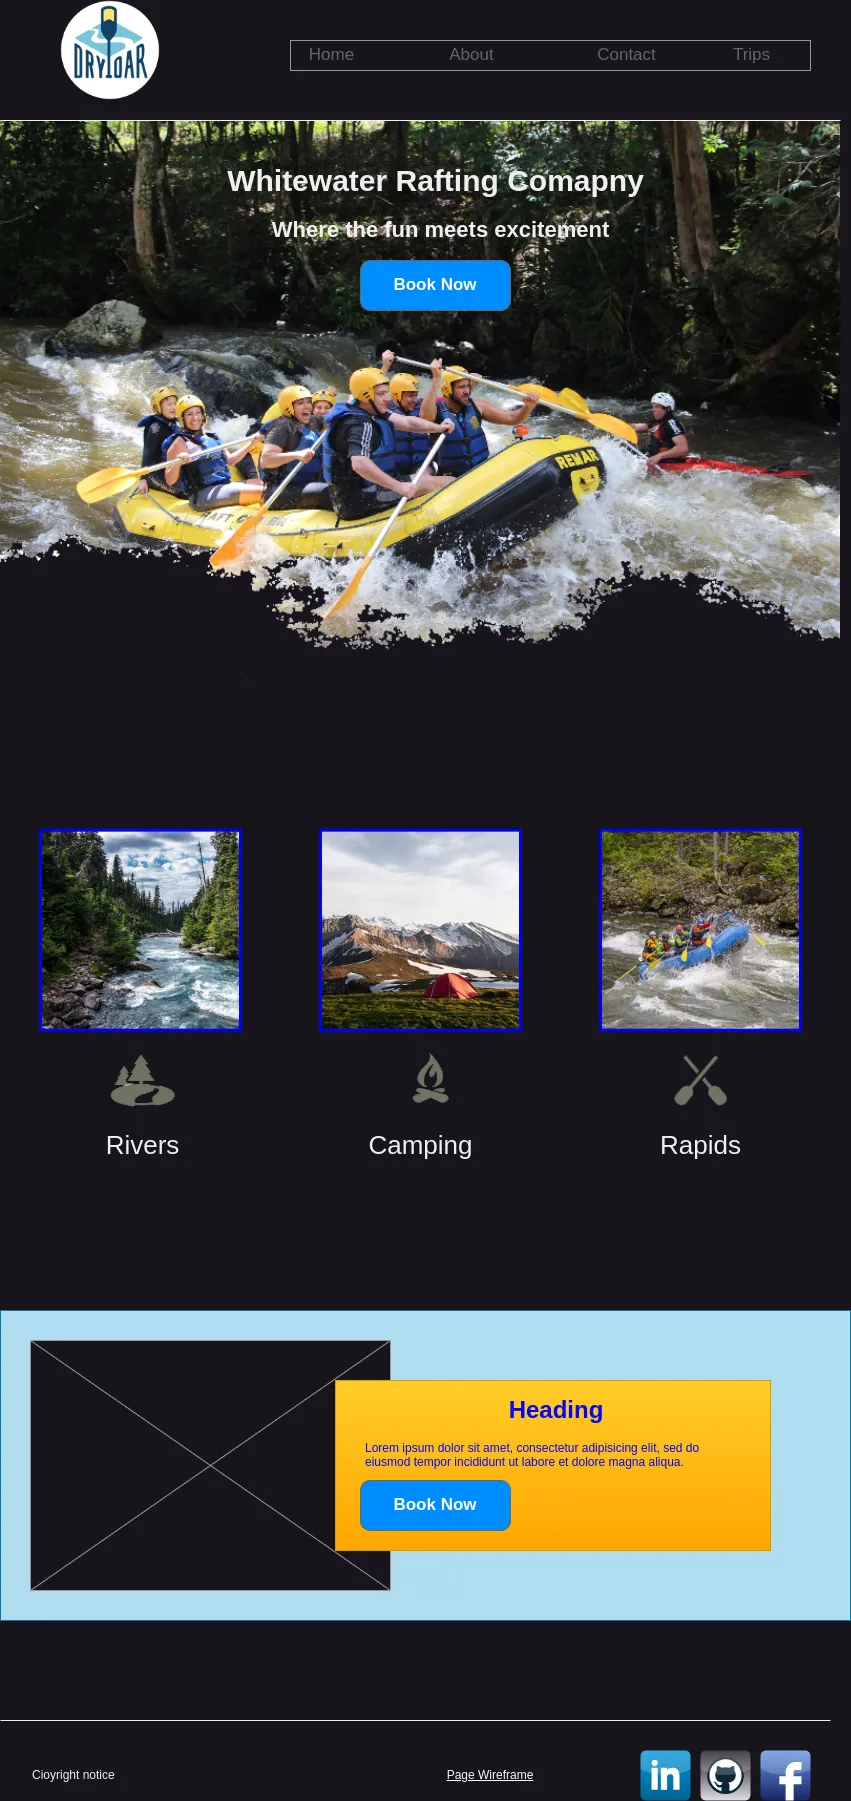 DRYIOAR
Home About Contact Trips
Whitewater Rafting Comapny
Where the fun meets excitement
Book Now
REMAR
Rivers Camping Rapids
Heading
Lorem ipsum dolor sit amet, consectetur adipisicing elit, sed do
eiusmod tempor incididunt ut labore et dolore magna aliqua.
Book Now
Cioyright notice Page Wireframe in f